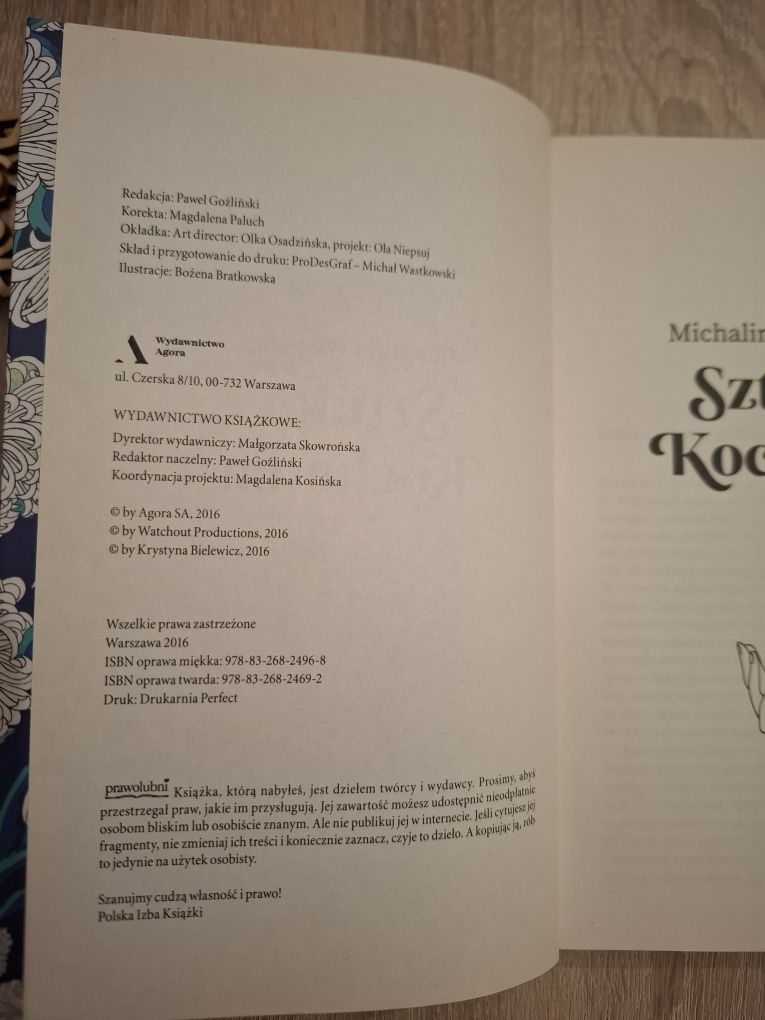 Redakcja: Paweł Goźliński
Korekta: Magdalena Paluch
Okładka: Art director: Olka Osadzińska, projekt: Ola Niepsuj
Skład i przygotowanie do druku: ProDesGraf – Michał Wastkowski
Ilustracje: Bożena Bratkowska
Wydawnictwo
Agora
ul. Czerska 8/10, 00-732 Warszawa
WYDAWNICTWO KSIĄŻKOWE:
Dyrektor wydawniczy: Małgorzata Skowrońska
Redaktor naczelny: Paweł Goźliński
Koordynacja projektu: Magdalena Kosińska
© by Agora SA, 2016
© by Watchout Productions, 2016
© by Krystyna Bielewicz, 2016
Wszelkie prawa zastrzeżone
Warszawa 2016
ISBN oprawa miękka: 978-83-268-2496-8
ISBN oprawa twarda: 978-83-268-2469-2
Druk: Drukarnia Perfect
prawolubni Książka, którą nabyłeś, jest dziełem twórcy i wydawcy. Prosimy, abyś
przestrzegał praw, jakie im przysługują. Jej zawartość możesz udostępnić nieodpłatnie
osobom bliskim lub osobiście znanym. Ale nie publikuj jej w internecie. Jeśli cytujesz jej
fragmenty, nie zmieniaj ich treści i koniecznie zaznacz, czyje to dzieło. A kopiując ją, rób
to jedynie na użytek osobisty.
Szanujmy cudzą własność i prawo!
Polska Izba Książki
Michalin
Szt
Koc